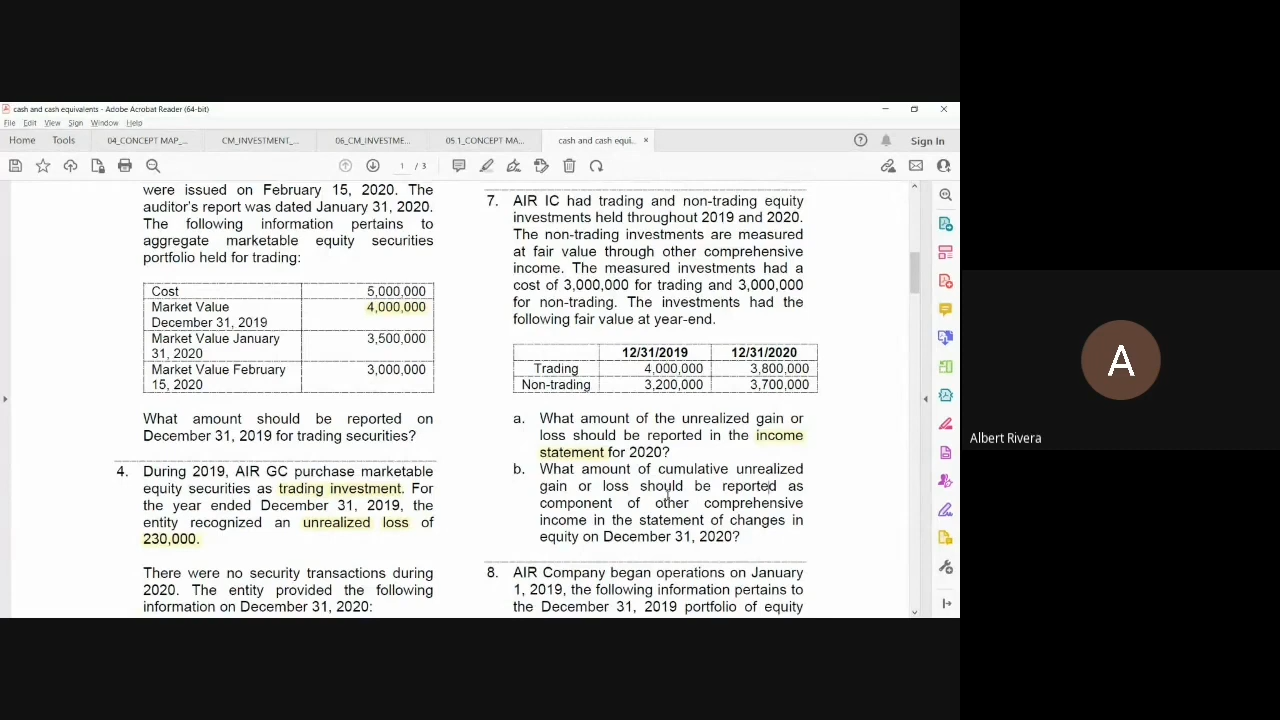 cash and cash equivalents - Adobe Acrobat Reader (64-bit)
File Edit View Sign Window Help
Home Tools 04_CONCEPT MAP_... CM_INVESTMENT_... 06_CM_INVESTME... 05.1_CONCEPT MA... cash and cash equi... × Sign In
1 / 3
were issued on February 15, 2020. The
auditor's report was dated January 31, 2020.
The following information pertains to
aggregate marketable equity securities
portfolio held for trading:
Cost 5,000,000
Market Value 4,000,000
December 31, 2019
Market Value January 3,500,000
31, 2020
Market Value February 3,000,000
15, 2020
What amount should be reported on
December 31, 2019 for trading securities?
4. During 2019, AIR GC purchase marketable
equity securities as trading investment. For
the year ended December 31, 2019, the
entity recognized an unrealized loss of
230,000.
There were no security transactions during
2020. The entity provided the following
information on December 31, 2020:
7. AIR IC had trading and non-trading equity
investments held throughout 2019 and 2020.
The non-trading investments are measured
at fair value through other comprehensive
income. The measured investments had a
cost of 3,000,000 for trading and 3,000,000
for non-trading. The investments had the
following fair value at year-end.
12/31/2019 12/31/2020
Trading 4,000,000 3,800,000
Non-trading 3,200,000 3,700,000
a. What amount of the unrealized gain or
loss should be reported in the income
statement for 2020?
b. What amount of cumulative unrealized
gain or loss should be reported as
component of other comprehensive
income in the statement of changes in
equity on December 31, 2020?
8. AIR Company began operations on January
1, 2019, the following information pertains to
the December 31, 2019 portfolio of equity
A
Albert Rivera